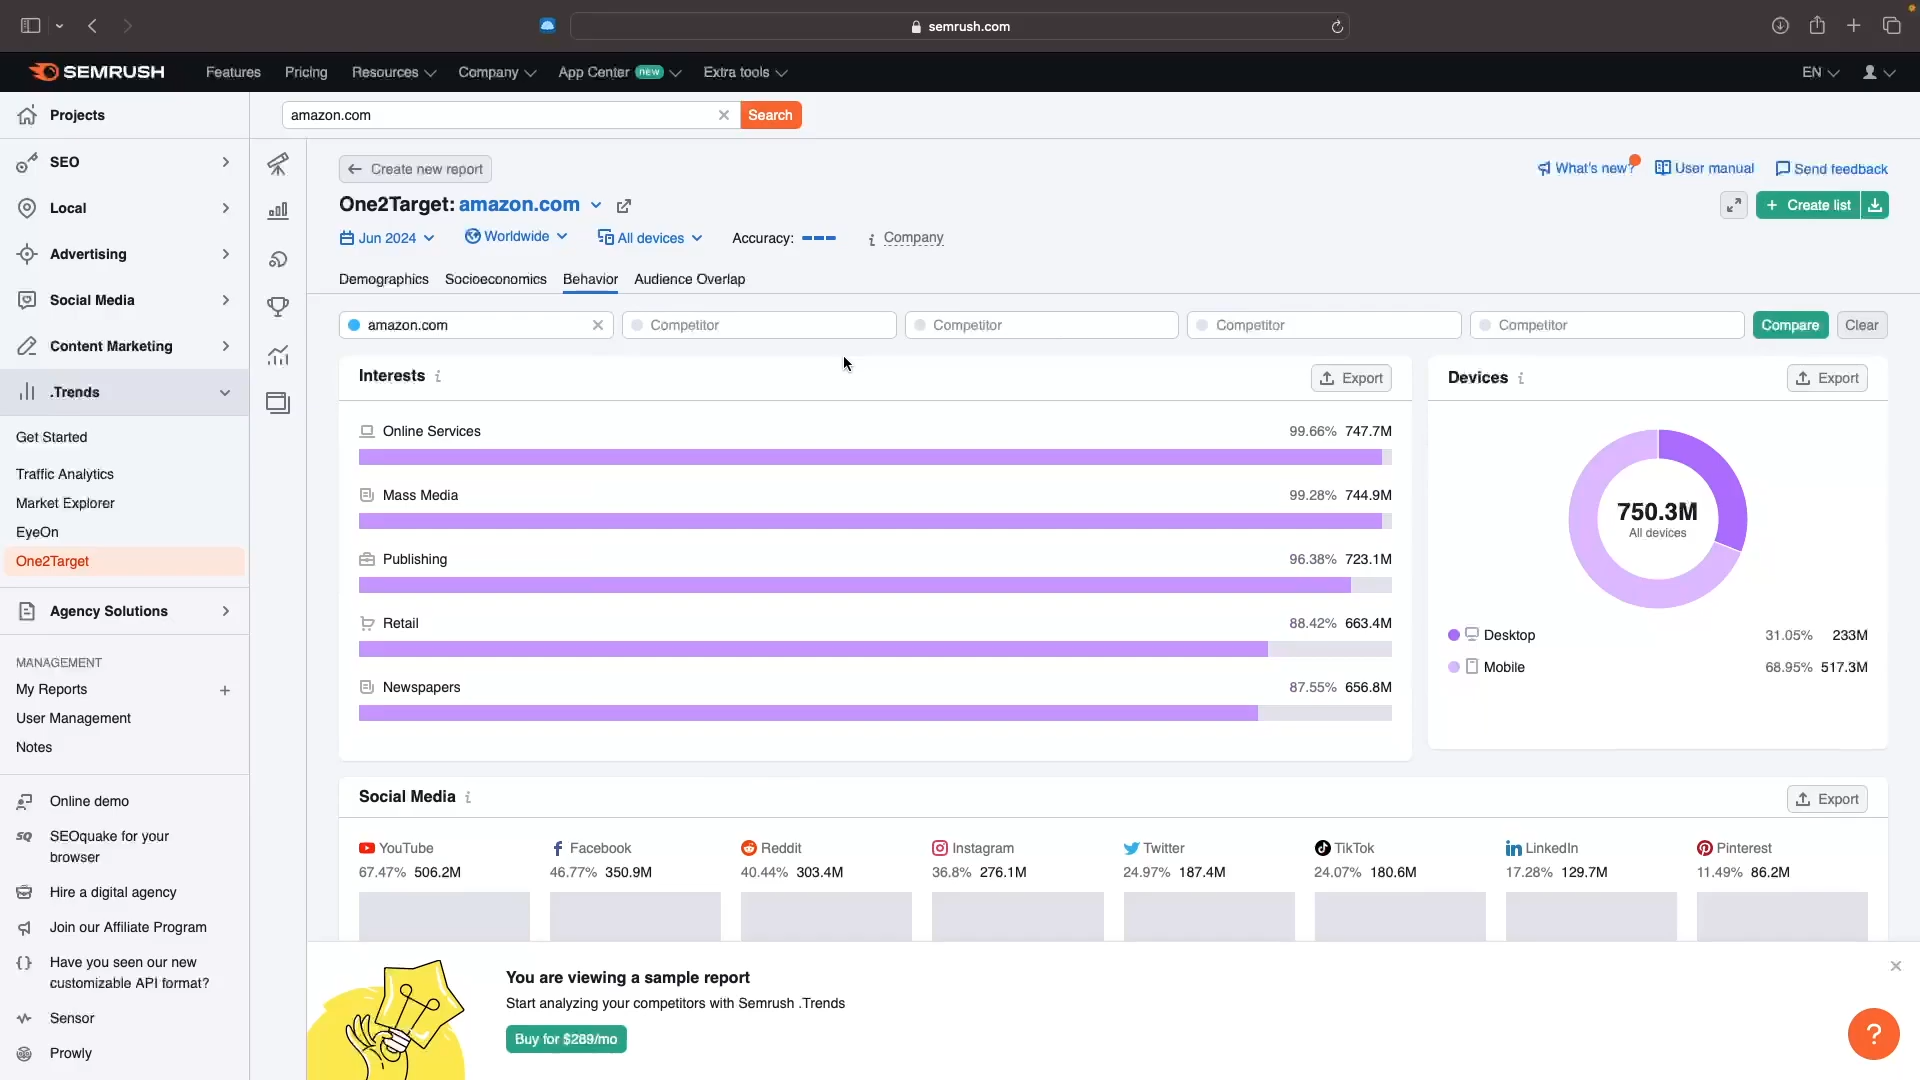 semrush.com
SEMRUSH
Features
Pricing
Resources
Company
App Center new
Extra tools
EN
Projects
SEO
Local
Advertising
Social Media
Content Marketing
.Trends
Get Started
Traffic Analytics
Market Explorer
EyeOn
One2Target
Agency Solutions
MANAGEMENT
My Reports
User Management
Notes
Online demo
SEOquake for your
browser
Hire a digital agency
Join our Affiliate Program
Have you seen our new
customizable API format?
Sensor
Prowly
amazon.com
Search
Create new report
What's new?
User manual
Send feedback
One2Target: amazon.com
+ Create list
Jun 2024
Worldwide
All devices
Accuracy:
Company
Demographics
Socioeconomics
Behavior
Audience Overlap
amazon.com
Competitor
Competitor
Competitor
Competitor
Compare
Clear
Interests
Export
Online Services 99.66% 747.7M
Mass Media 99.28% 744.9M
Publishing 96.38% 723.1M
Retail 88.42% 663.4M
Newspapers 87.55% 656.8M
Devices
Export
750.3M
All devices
Desktop 31.05% 233M
Mobile 68.95% 517.3M
Social Media
Export
YouTube
67.47% 506.2M
Facebook
46.77% 350.9M
Reddit
40.44% 303.4M
Instagram
36.8% 276.1M
Twitter
24.97% 187.4M
TikTok
24.07% 180.6M
LinkedIn
17.28% 129.7M
Pinterest
11.49% 86.2M
You are viewing a sample report
Start analyzing your competitors with Semrush .Trends
Buy for $289/mo
?